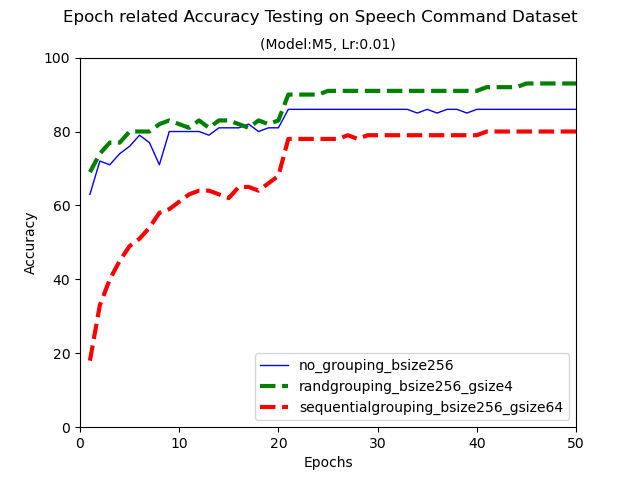 Epoch related Accuracy Testing on Speech Command Dataset
(Model:M5, Lr:0.01)
100
80
60
40
20
0
Accuracy
0 10 20 30 40 50
Epochs
no_grouping_bsize256
randgrouping_bsize256_gsize4
sequentialgrouping_bsize256_gsize64